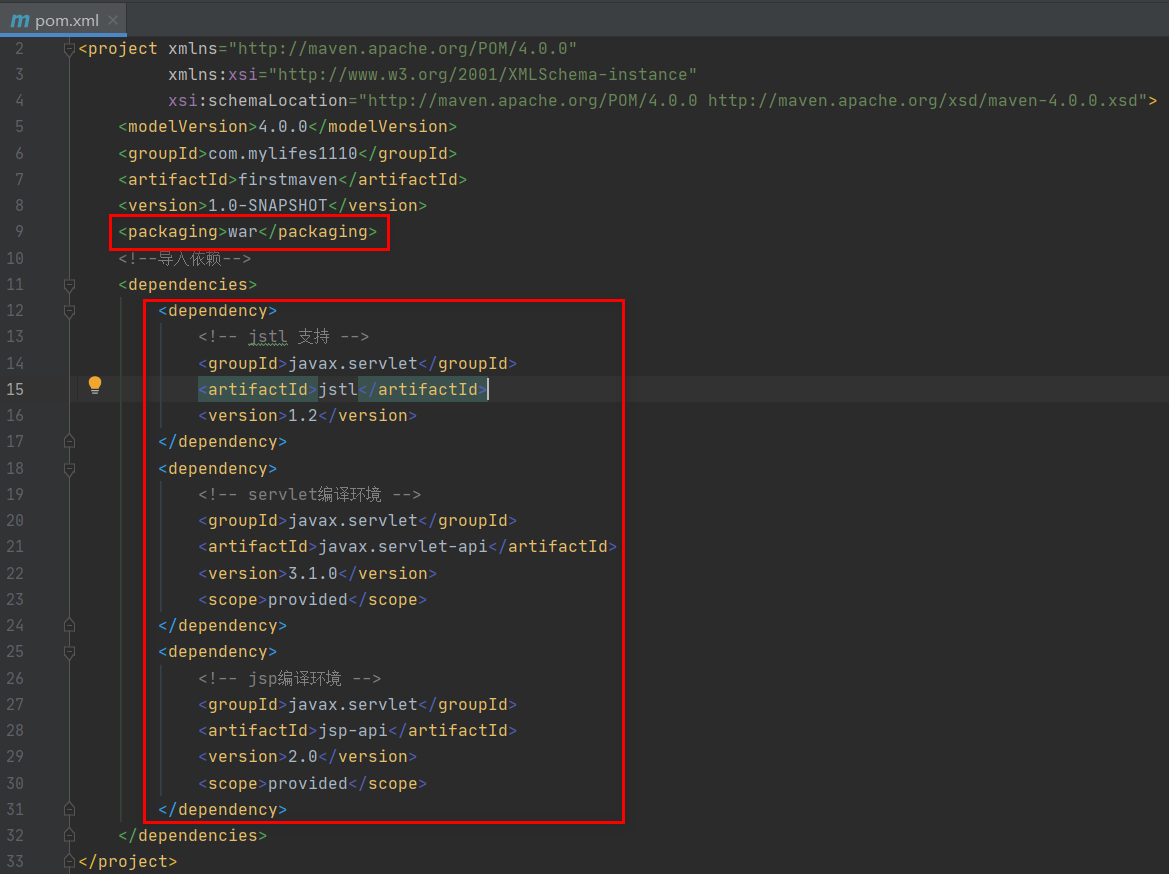 m pom.xml ×
2 <project xmlns="http://maven.apache.org/POM/4.0.0"
3 xmlns:xsi="http://www.w3.org/2001/XMLSchema-instance"
4 xsi:schemaLocation="http://maven.apache.org/POM/4.0.0 http://maven.apache.org/xsd/maven-4.0.0.xsd">
5 <modelVersion>4.0.0</modelVersion>
6 <groupId>com.mylifes1110</groupId>
7 <artifactId>firstmaven</artifactId>
8 <version>1.0-SNAPSHOT</version>
9 <packaging>war</packaging>
10 <!--导入依赖-->
11 <dependencies>
12 <dependency>
13 <!-- jstl 支持 -->
14 <groupId>javax.servlet</groupId>
15 <artifactId>jstl</artifactId>
16 <version>1.2</version>
17 </dependency>
18 <dependency>
19 <!-- servlet编译环境 -->
20 <groupId>javax.servlet</groupId>
21 <artifactId>javax.servlet-api</artifactId>
22 <version>3.1.0</version>
23 <scope>provided</scope>
24 </dependency>
25 <dependency>
26 <!-- jsp编译环境 -->
27 <groupId>javax.servlet</groupId>
28 <artifactId>jsp-api</artifactId>
29 <version>2.0</version>
30 <scope>provided</scope>
31 </dependency>
32 </dependencies>
33 </project>